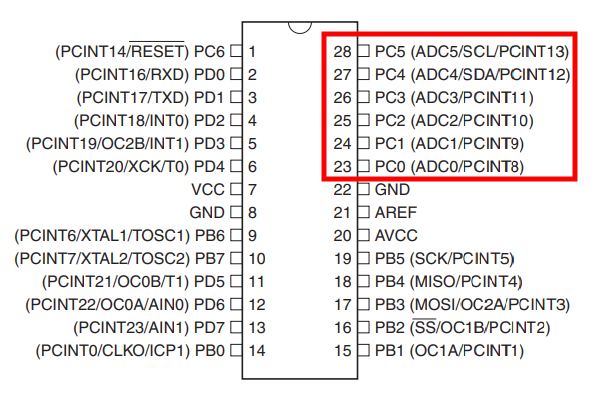 (PCINT14/RESET) PC6 1 28 PC5 (ADC5/SCL/PCINT13)
(PCINT16/RXD) PD0 2 27 PC4 (ADC4/SDA/PCINT12)
(PCINT17/TXD) PD1 3 26 PC3 (ADC3/PCINT11)
(PCINT18/INT0) PD2 4 25 PC2 (ADC2/PCINT10)
(PCINT19/OC2B/INT1) PD3 5 24 PC1 (ADC1/PCINT9)
(PCINT20/XCK/T0) PD4 6 23 PC0 (ADC0/PCINT8)
VCC 7 22 GND
GND 8 21 AREF
(PCINT6/XTAL1/TOSC1) PB6 9 20 AVCC
(PCINT7/XTAL2/TOSC2) PB7 10 19 PB5 (SCK/PCINT5)
(PCINT21/OC0B/T1) PD5 11 18 PB4 (MISO/PCINT4)
(PCINT22/OC0A/AIN0) PD6 12 17 PB3 (MOSI/OC2A/PCINT3)
(PCINT23/AIN1) PD7 13 16 PB2 (SS/OC1B/PCINT2)
(PCINT0/CLKO/ICP1) PB0 14 15 PB1 (OC1A/PCINT1)